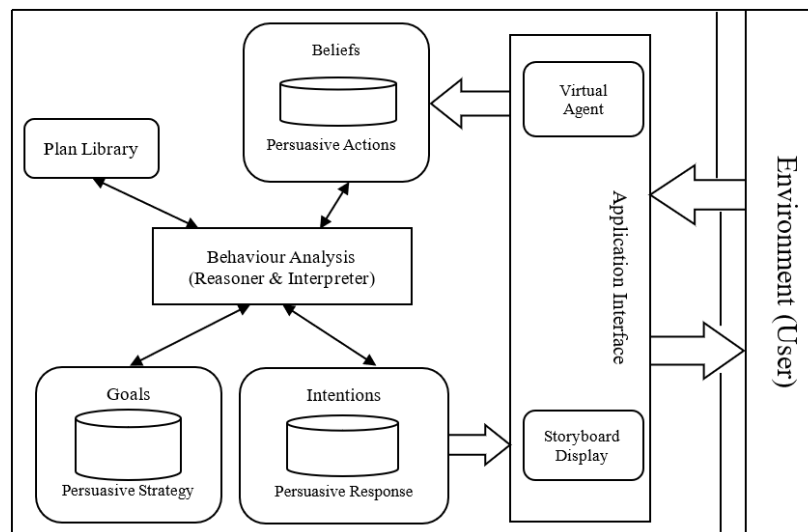 Beliefs
Persuasive Actions
Plan Library
Behaviour Analysis
(Reasoner & Interpreter)
Goals
Persuasive Strategy
Intentions
Persuasive Response
Virtual
Agent
Application Interface
Storyboard
Display
Environment (User)